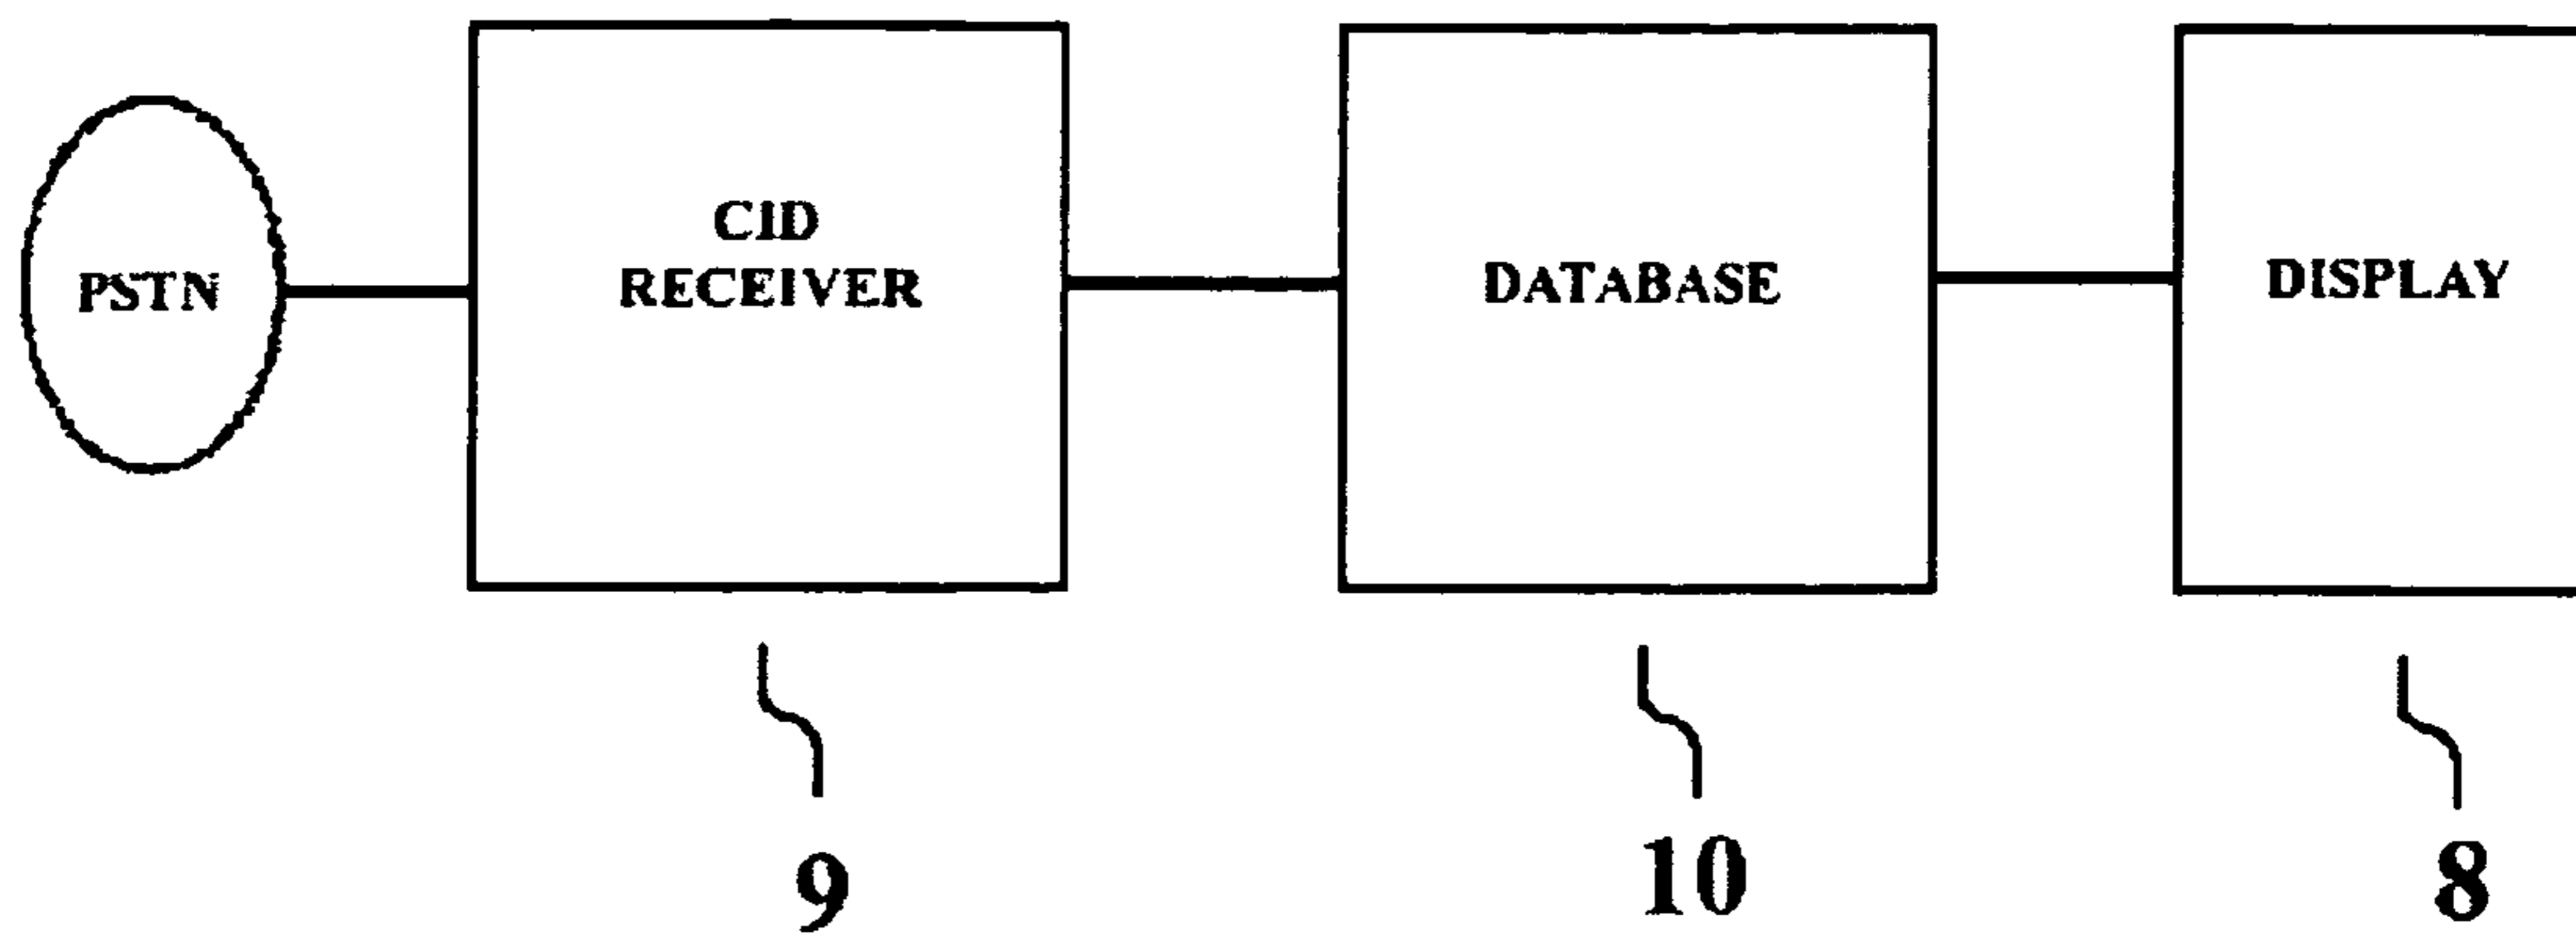 PSTN
CID
RECEIVER
DATABASE
DISPLAY
9
10
8